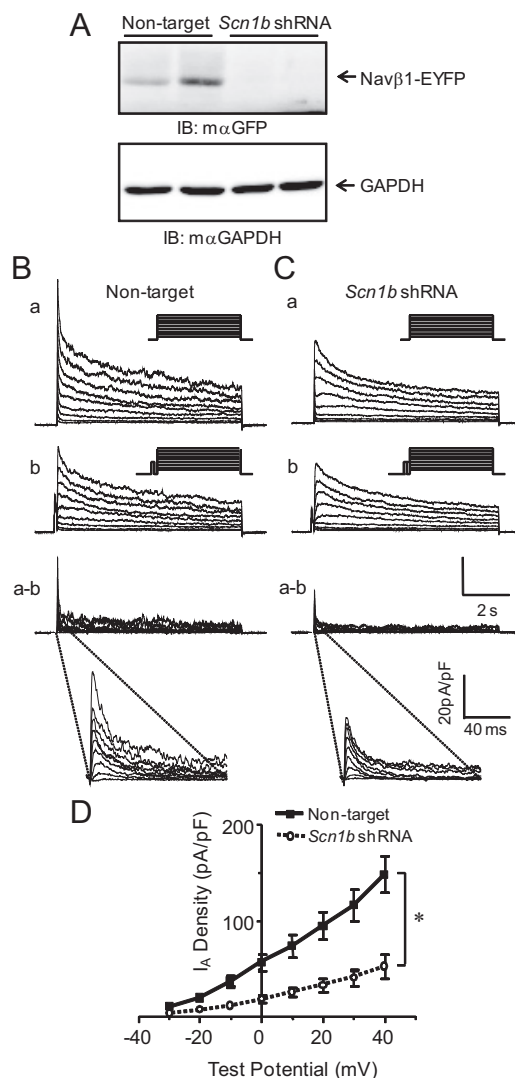 A
Non-target Scn1b shRNA
Navβ1-EYFP
IB: mαGFP
GAPDH
IB: mαGAPDH
B
Non-target
a
b
a-b
C
Scn1b shRNA
a
b
a-b
2 s
20pA/pF
40 ms
D
Non-target
Scn1b shRNA
200
100
IA Density (pA/pF)
*
-40 -20 0 20 40
Test Potential (mV)